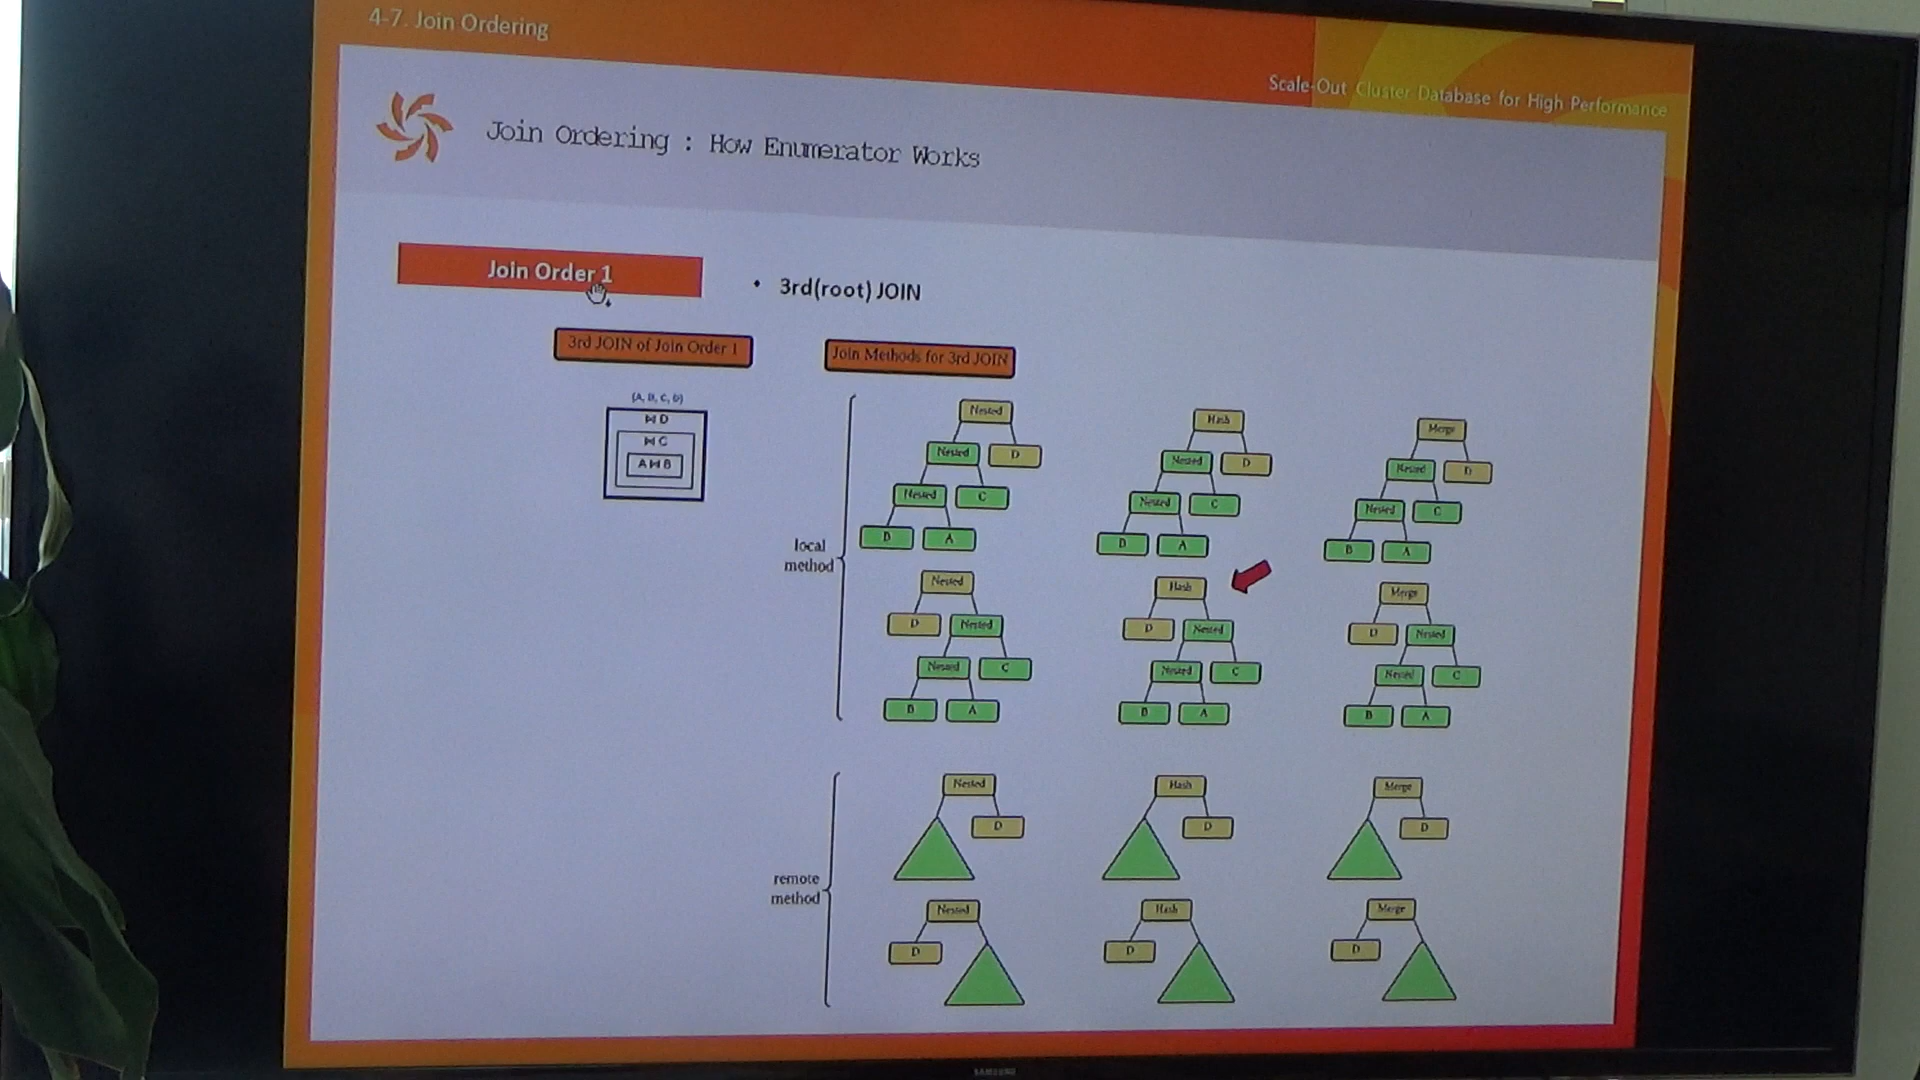 4-7. Join Ordering
Scale-Out Cluster Database for High Performance
Join Ordering : How Enumerator Works
Join Order 1
• 3rd(root) JOIN
3rd JOIN of Join Order 1
Join Methods for 3rd JOIN
{A, B, C, D}
⋈ D
⋈ C
A ⋈ B
local
method
Nested
Nested D
Nested C
B A
Hash
Nested D
Nested C
B A
Merge
Nested D
Nested C
B A
Nested
D Nested
Nested C
B A
Hash
D Nested
Nested C
B A
Merge
D Nested
Nested C
B A
remote
method
Nested
D
Hash
D
Merge
D
Nested
D
Hash
D
Merge
D
SAMSUNG